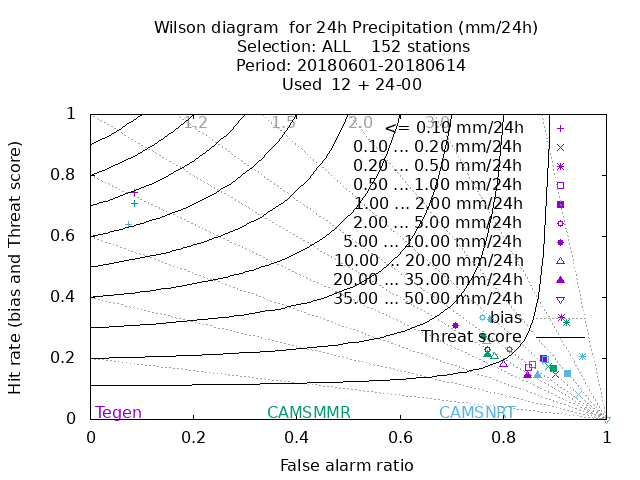 Wilson diagram  for 24h Precipitation (mm/24h)
Selection: ALL    152 stations
Period: 20180601-20180614
Used  12 + 24-00
1.2 1.5 2.0 3.0
<= 0.10 mm/24h
0.10 ... 0.20 mm/24h
0.20 ... 0.50 mm/24h
0.50 ... 1.00 mm/24h
1.00 ... 2.00 mm/24h
2.00 ... 5.00 mm/24h
5.00 ... 10.00 mm/24h
10.00 ... 20.00 mm/24h
20.00 ... 35.00 mm/24h
35.00 ... 50.00 mm/24h
bias
Threat score
1
0.8
0.6
0.4
0.2
0
Hit rate (bias and Threat score)
Tegen CAMSMMR CAMSNRT
0 0.2 0.4 0.6 0.8 1
False alarm ratio